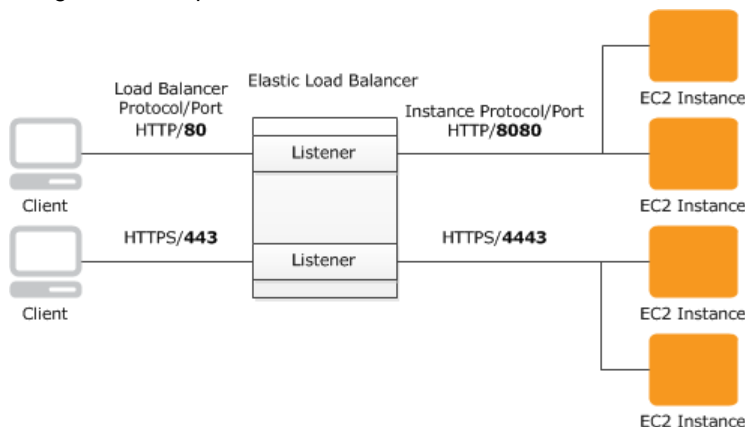 Load Balancer
Protocol/Port
HTTP/80
Elastic Load Balancer
Instance Protocol/Port
HTTP/8080
EC2 Instance
Listener
Client
EC2 Instance
HTTPS/443
HTTPS/4443
Listener
Client
EC2 Instance
EC2 Instance